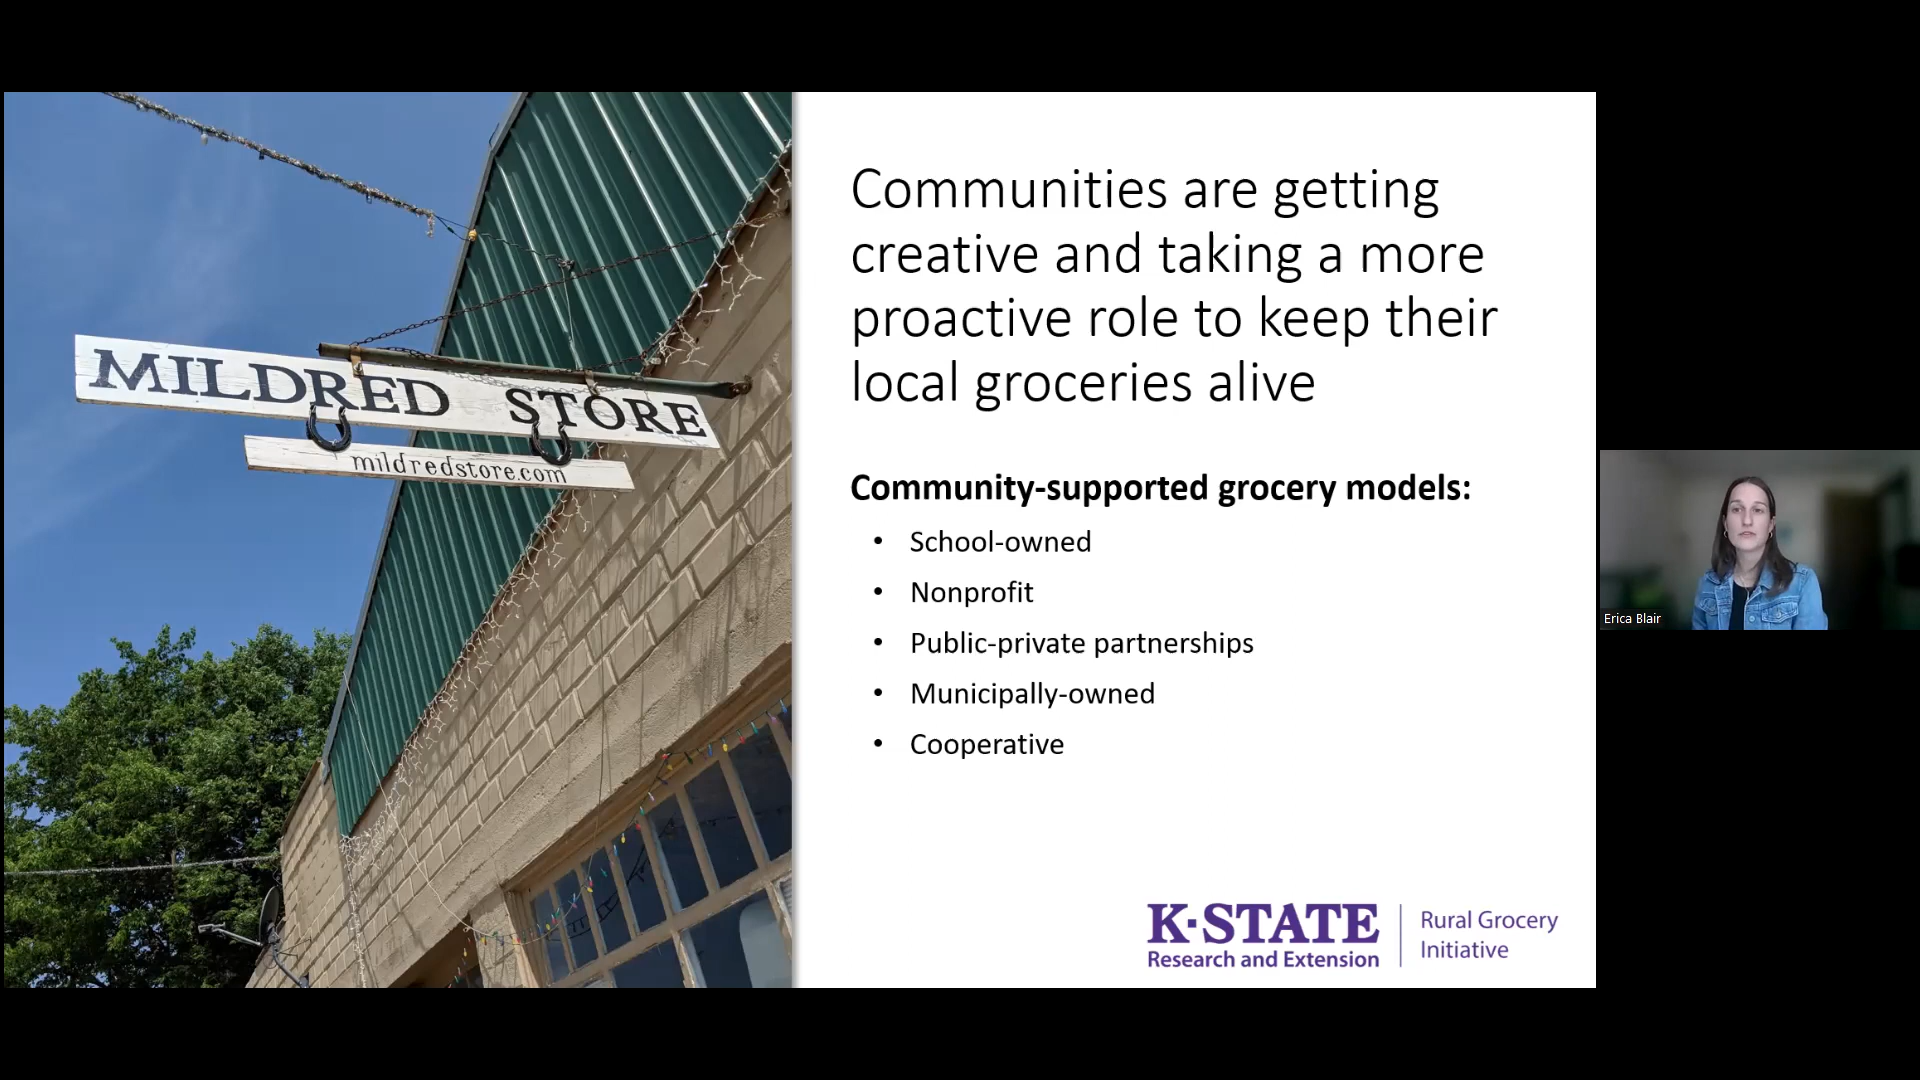 MILDRED STORE
mildredstore.com
Communities are getting
creative and taking a more
proactive role to keep their
local groceries alive
Community-supported grocery models:
• School-owned
• Nonprofit
• Public-private partnerships
• Municipally-owned
• Cooperative
K·STATE
Research and Extension
Rural Grocery
Initiative
Erica Blair